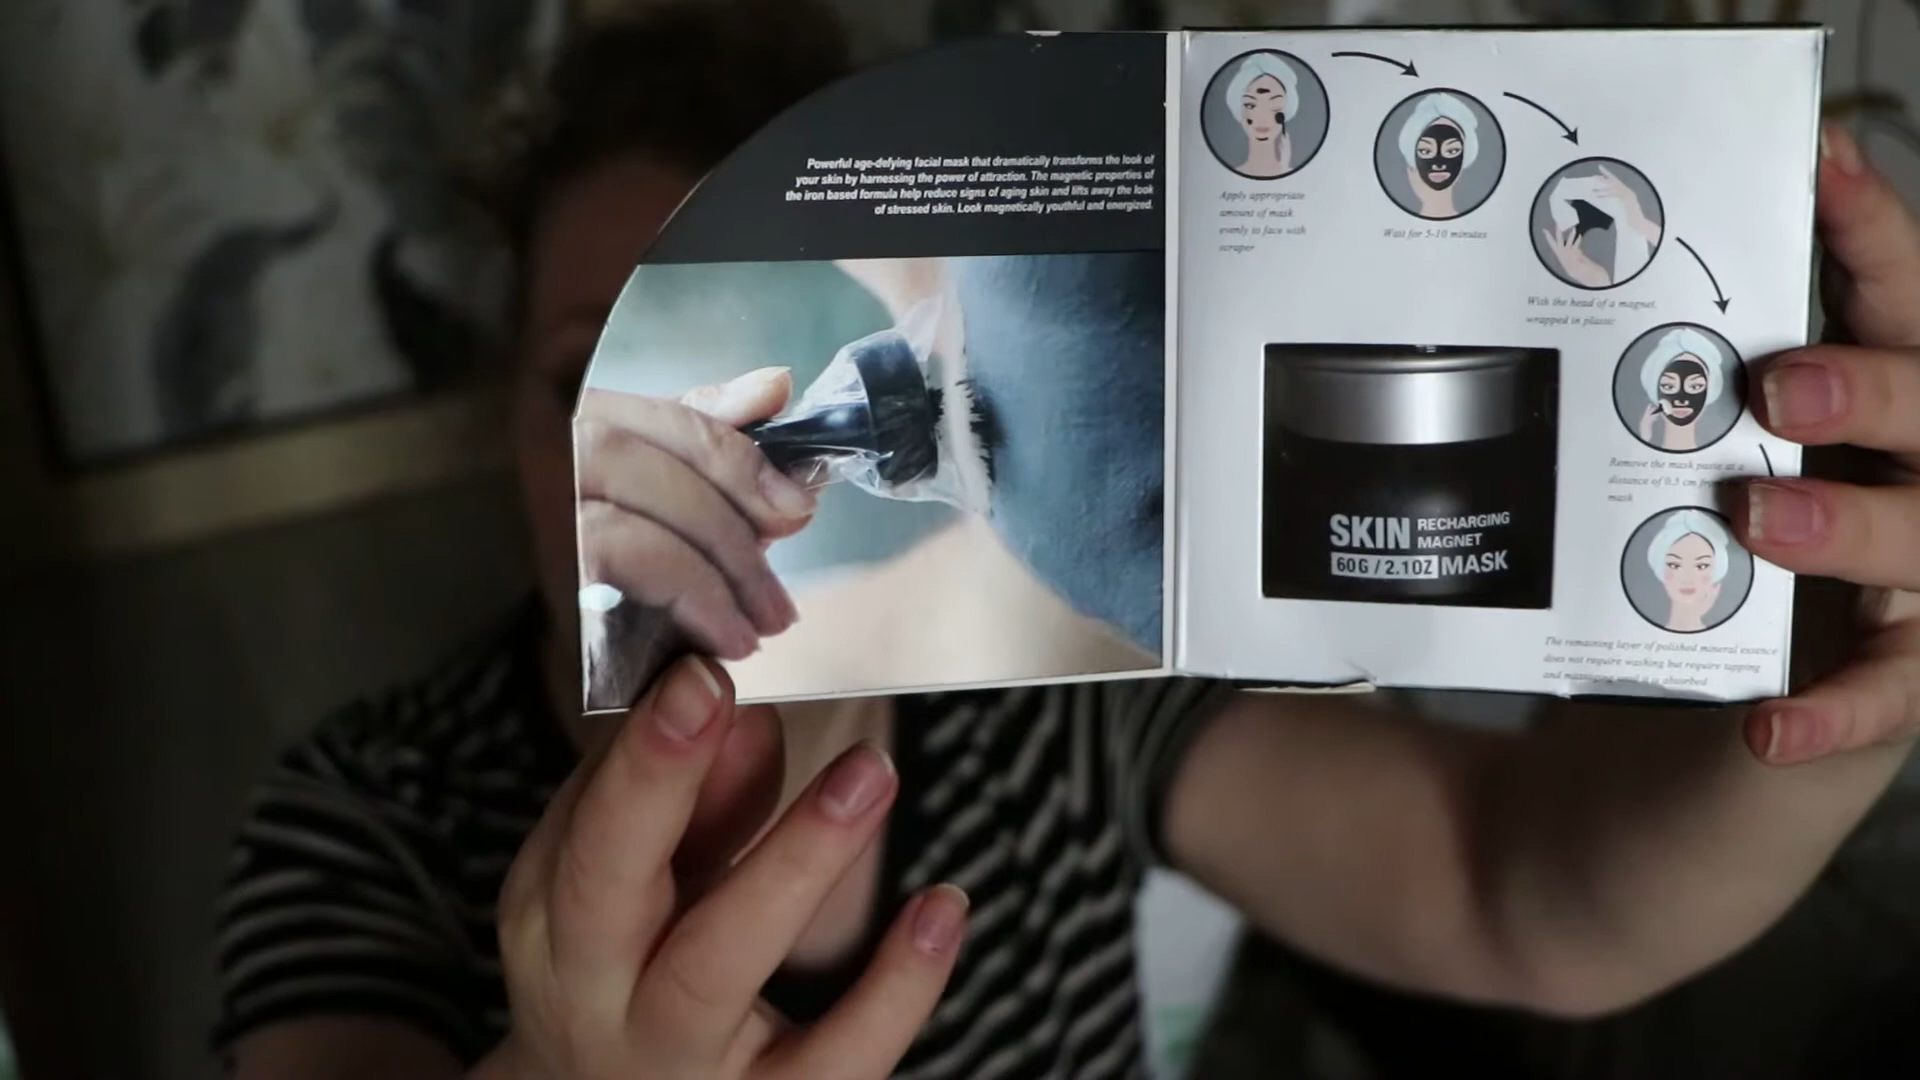 Powerful age-defying facial mask that dramatically transforms the look of
your skin by harnessing the power of attraction. The magnetic properties of
the iron based formula help reduce signs of aging skin and lifts away the look
of stressed skin. Look magnetically youthful and energized.
Apply appropriate
amount of mask
evenly to face with
scraper
Wait for 5-10 minutes
With the head of a magnet,
wrapped in plastic
Remove the mask paste at a
distance of 0.5 cm
mask
SKIN RECHARGING
MAGNET
60G / 2.1OZ MASK
The remaining layer of polished mineral essence
does not require washing but require tapping
and massaging until it is absorbed